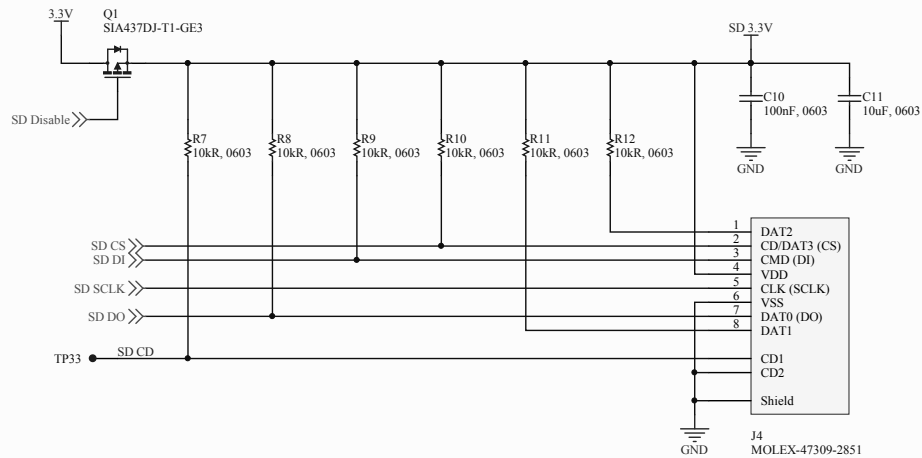 Q1
3.3V
SIA437DJ-T1-GE3
SD 3.3V
SD Disable
C10
100nF, 0603
C11
10uF, 0603
R7
10kR, 0603
R8
10kR, 0603
R9
10kR, 0603
R10
10kR, 0603
R11
10kR, 0603
R12
10kR, 0603
GND
GND
1 DAT2
SD CS 2 CD/DAT3 (CS)
SD DI 3 CMD (DI)
4 VDD
SD SCLK 5 CLK (SCLK)
6 VSS
SD DO 7 DAT0 (DO)
8 DAT1
TP33 SD CD CD1
CD2
Shield
GND
J4
MOLEX-47309-2851